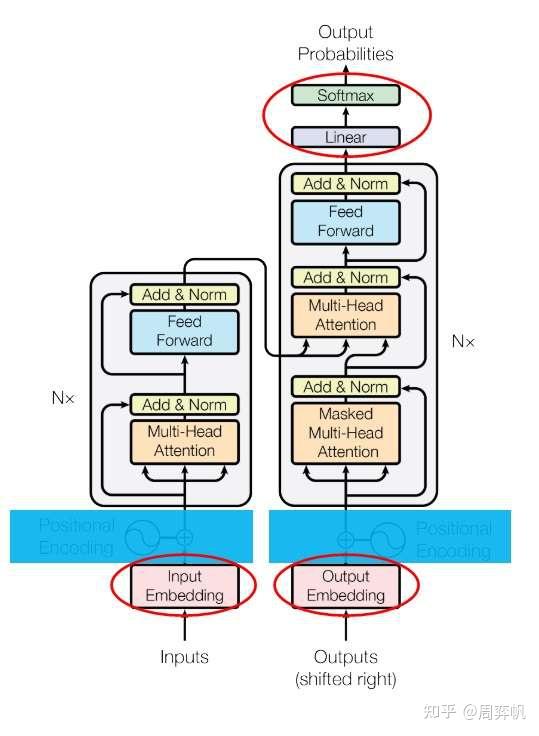 Output
Probabilities
Softmax
Linear
Add & Norm
Feed
Forward
Add & Norm
Multi-Head
Attention
Add & Norm
Masked
Multi-Head
Attention
Nx
Add & Norm
Feed
Forward
Add & Norm
Multi-Head
Attention
Nx
Positional
Encoding
Positional
Encoding
Input
Embedding
Output
Embedding
Inputs
Outputs
(shifted right)
知乎 @周弈帆